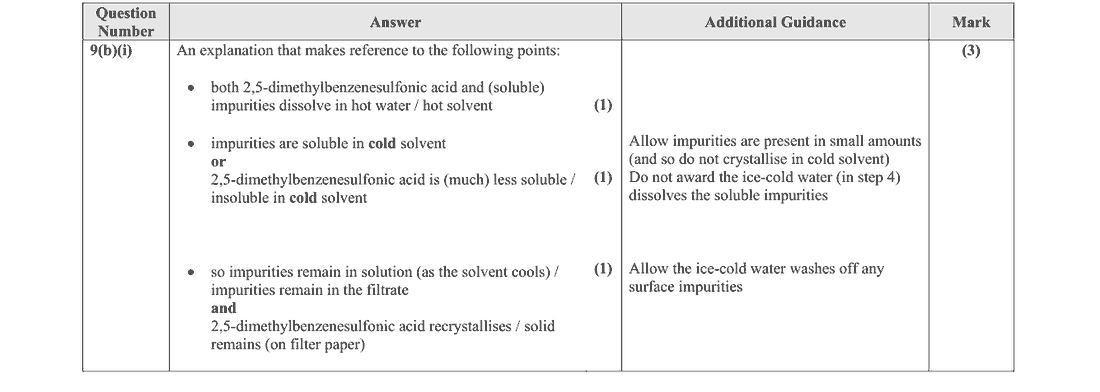 Question
Number
Answer
Additional Guidance
Mark
9(b)(i)
An explanation that makes reference to the following points:
(3)
• both 2,5-dimethylbenzenesulfonic acid and (soluble)
impurities dissolve in hot water / hot solvent (1)
• impurities are soluble in cold solvent
or
2,5-dimethylbenzenesulfonic acid is (much) less soluble / (1)
insoluble in cold solvent
Allow impurities are present in small amounts
(and so do not crystallise in cold solvent)
Do not award the ice-cold water (in step 4)
dissolves the soluble impurities
• so impurities remain in solution (as the solvent cools) / (1)
impurities remain in the filtrate
and
2,5-dimethylbenzenesulfonic acid recrystallises / solid
remains (on filter paper)
Allow the ice-cold water washes off any
surface impurities